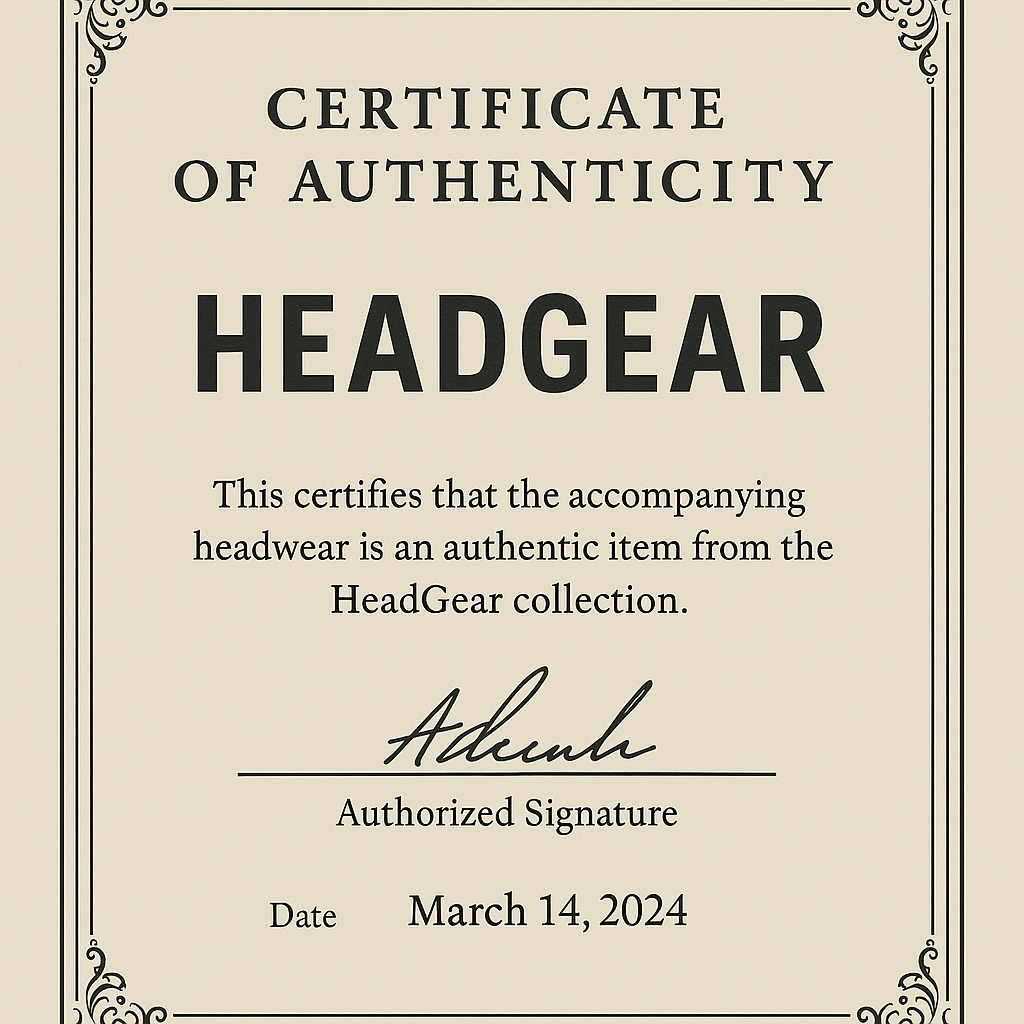 CERTIFICATE
OF AUTHENTICITY
HEADGEAR
This certifies that the accompanying
headwear is an authentic item from the
HeadGear collection.
Authorized Signature
Date March 14, 2024